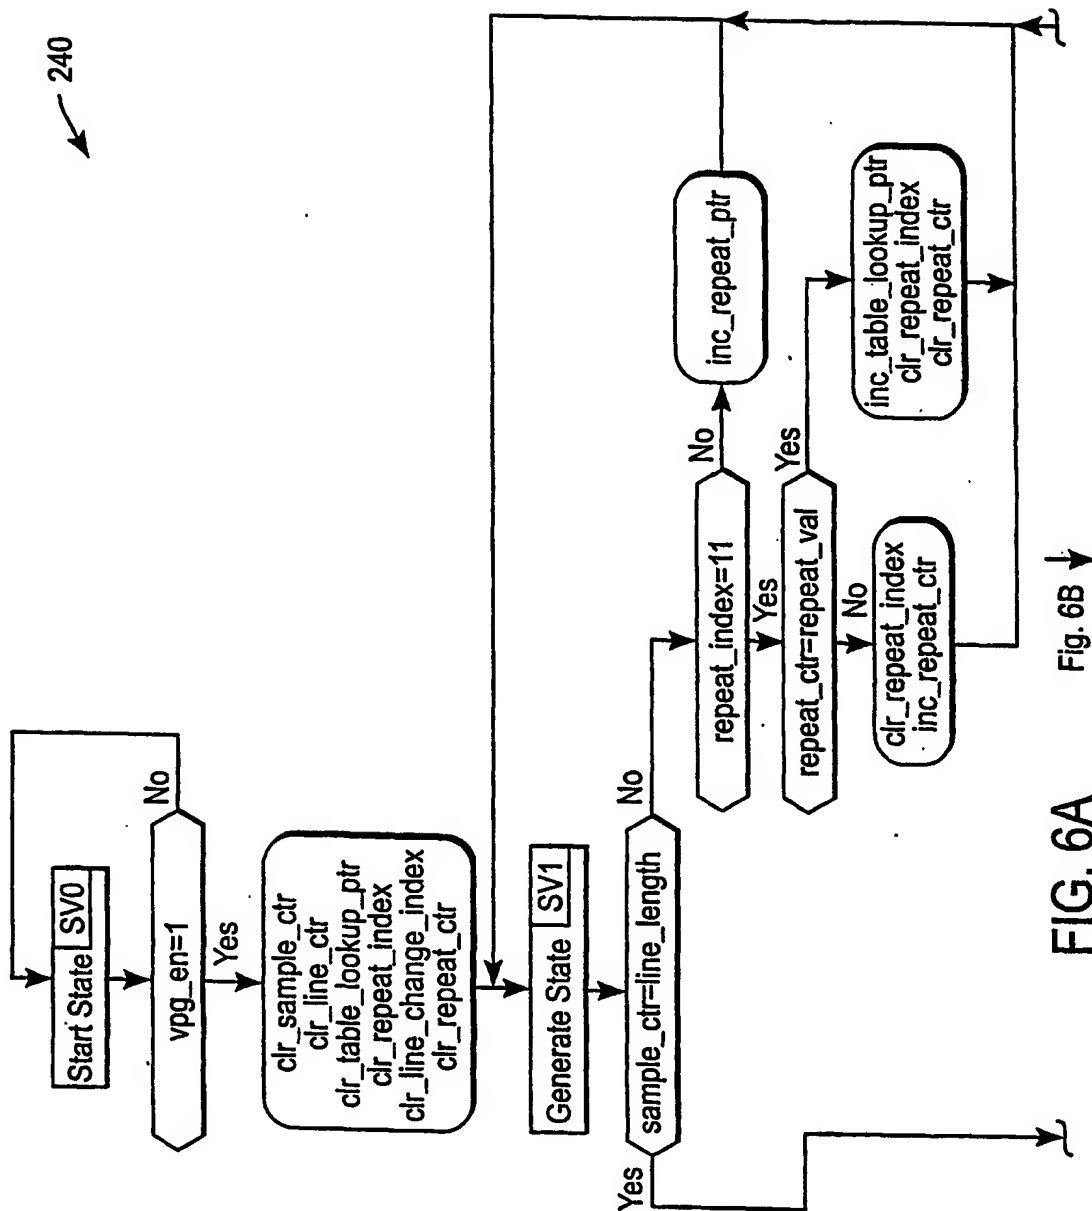 240
Start State SV0
vpg_en=1
No
Yes
clr_sample_ctr
clr_line_ctr
clr_table_lookup_ptr
clr_repeat_index
clr_line_change_index
clr_repeat_ctr
Generate State SV1
sample_ctr=line_length
Yes
No
repeat_index=11
No
inc_repeat_ptr
Yes
repeat_ctr=repeat_val
Yes
inc_table_lookup_ptr
clr_repeat_index
clr_repeat_ctr
No
clr_repeat_index
inc_repeat_ctr
Fig. 6B
FIG. 6A